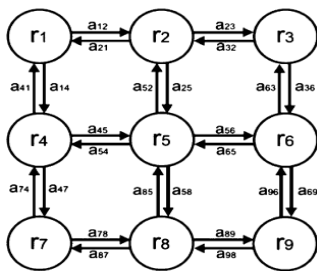 r1 a12 r2 a23 r3
a21 a32
a41 a14 a52 a25 a63 a36
r4 a45 r5 a56 r6
a54 a65
a74 a47 a85 a58 a96 a69
r7 a78 r8 a89 r9
a87 a98